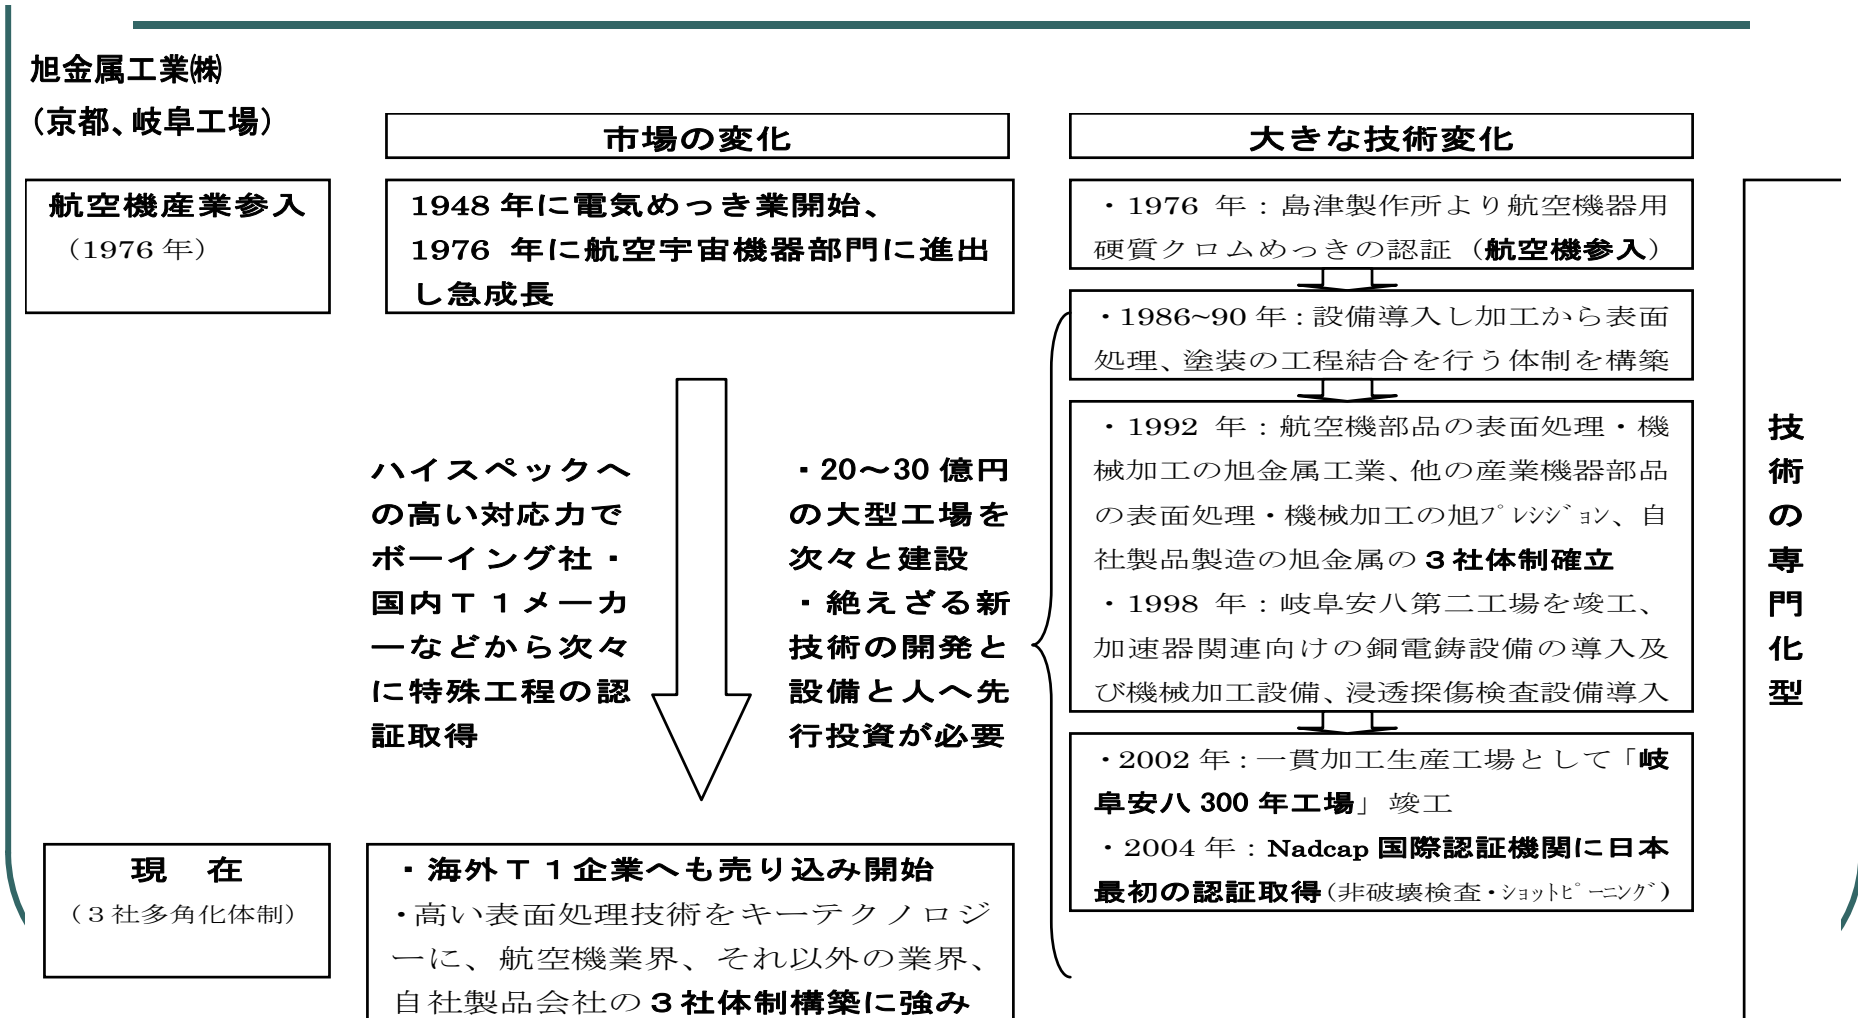 旭金属工業㈱
（京都、岐阜工場）
市場の変化
大きな技術変化
航空機産業参入
（1976 年）
1948 年に電気めっき業開始、
1976 年に航空宇宙機器部門に進出
し急成長
・1976 年：島津製作所より航空機器用
硬質クロムめっきの認証（航空機参入）
・1986~90 年：設備導入し加工から表面
処理、塗装の工程結合を行う体制を構築
・1992 年：航空機部品の表面処理・機
械加工の旭金属工業、他の産業機器部品
の表面処理・機械加工の旭ﾌﾟﾚｼｼﾞｮﾝ、自
社製品製造の旭金属の３社体制確立
・1998 年：岐阜安八第二工場を竣工、
加速器関連向けの銅電鋳設備の導入及
び機械加工設備、浸透探傷検査設備導入
・2002 年：一貫加工生産工場として「岐
阜安八 300 年工場」竣工
・2004 年：Nadcap 国際認証機関に日本
最初の認証取得（非破壊検査・ｼｮｯﾄﾋﾟｰﾆﾝｸﾞ）
ハイスペックへ
の高い対応力で
ボーイング社・
国内Ｔ１メーカ
ーなどから次々
に特殊工程の認
証取得
・20～30 億円
の大型工場を
次々と建設
・絶えざる新
技術の開発と
設備と人へ先
行投資が必要
現　在
（３社多角化体制）
・海外Ｔ１企業へも売り込み開始
・高い表面処理技術をキーテクノロジ
ーに、航空機業界、それ以外の業界、
自社製品会社の３社体制構築に強み
技
術
の
専
門
化
型